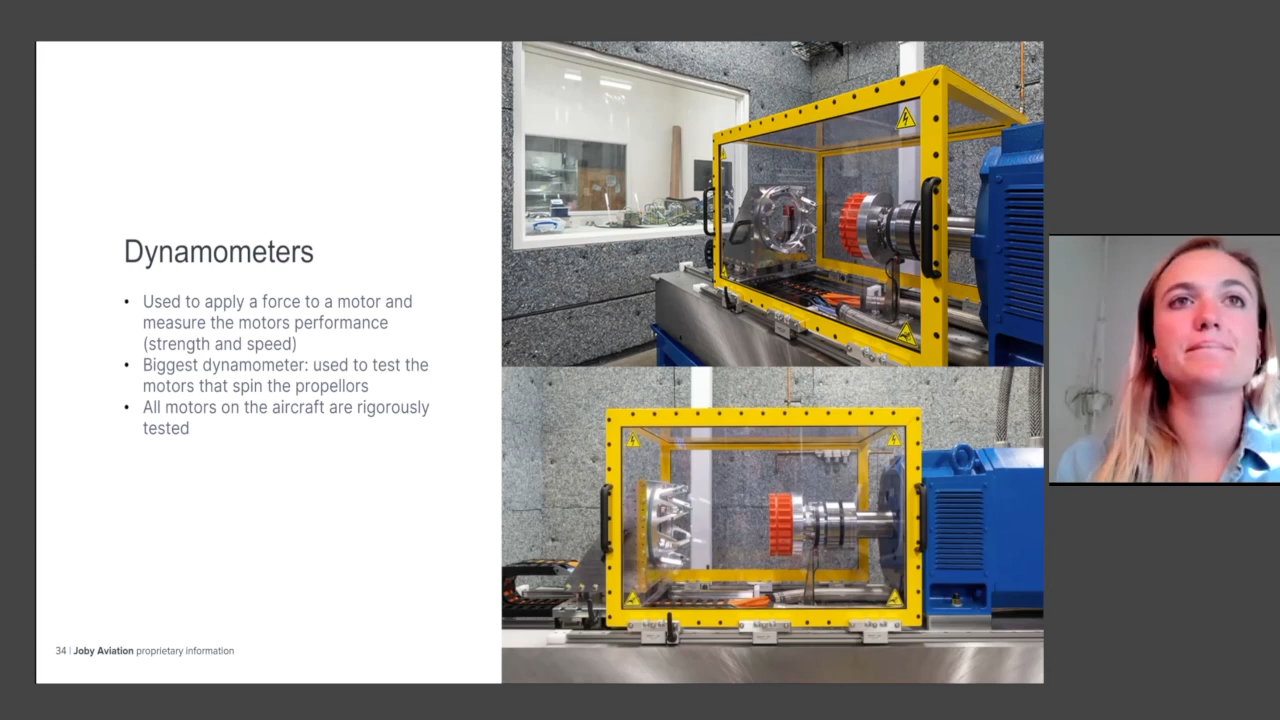 Dynamometers
• Used to apply a force to a motor and
measure the motors performance
(strength and speed)
• Biggest dynamometer: used to test the
motors that spin the propellors
• All motors on the aircraft are rigorously
tested
34 | Joby Aviation proprietary information